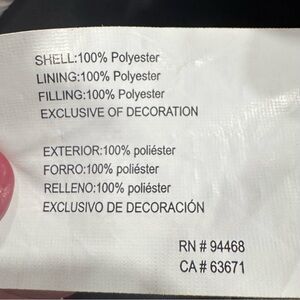 SHELL:100% Polyester
LINING:100% Polyester
FILLING:100% Polyester
EXCLUSIVE OF DECORATION
EXTERIOR:100% poliéster
FORRO:100% poliéster
RELLENO:100% poliéster
EXCLUSIVO DE DECORACIÓN
RN # 94468
CA # 63671